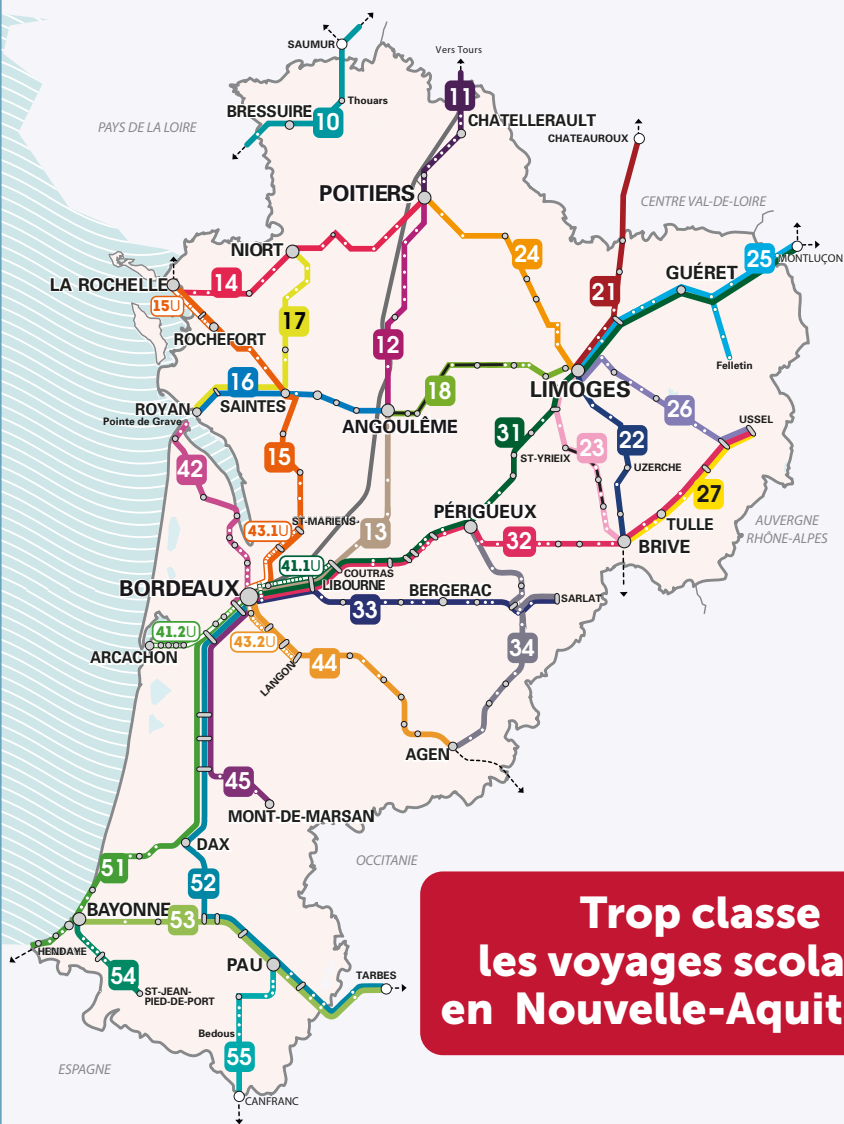 SAUMUR
Vers Tours
11
Thouars
BRESSUIRE
10
CHATELLERAULT
PAYS DE LA LOIRE
CHATEAUROUX
POITIERS
CENTRE VAL-DE-LOIRE
NIORT
24
25
MONTLUÇON
GUÉRET
LA ROCHELLE
14
21
15U
17
ROCHEFORT
12
Felletin
16
18
LIMOGES
ROYAN
SAINTES
26
Pointe de Grave
ANGOULÊME
USSEL
31
23
22
15
ST-YRIEIX
42
UZERCHE
27
PÉRIGUEUX
TULLE
AUVERGNE
RHÔNE-ALPES
ST-MARIENS
43.1U
13
32
BRIVE
41.1U
COUTRAS
LIBOURNE
BORDEAUX
BERGERAC
SARLAT
33
41.2U
43.2U
ARCACHON
34
44
LANGON
AGEN
45
MONT-DE-MARSAN
DAX
OCCITANIE
51
52
BAYONNE
53
HENDAYE
PAU
54
TARBES
ST-JEAN-
PIED-DE-PORT
Bedous
55
ESPAGNE
CANFRANC
Trop classe
les voyages scola
en Nouvelle-Aquit